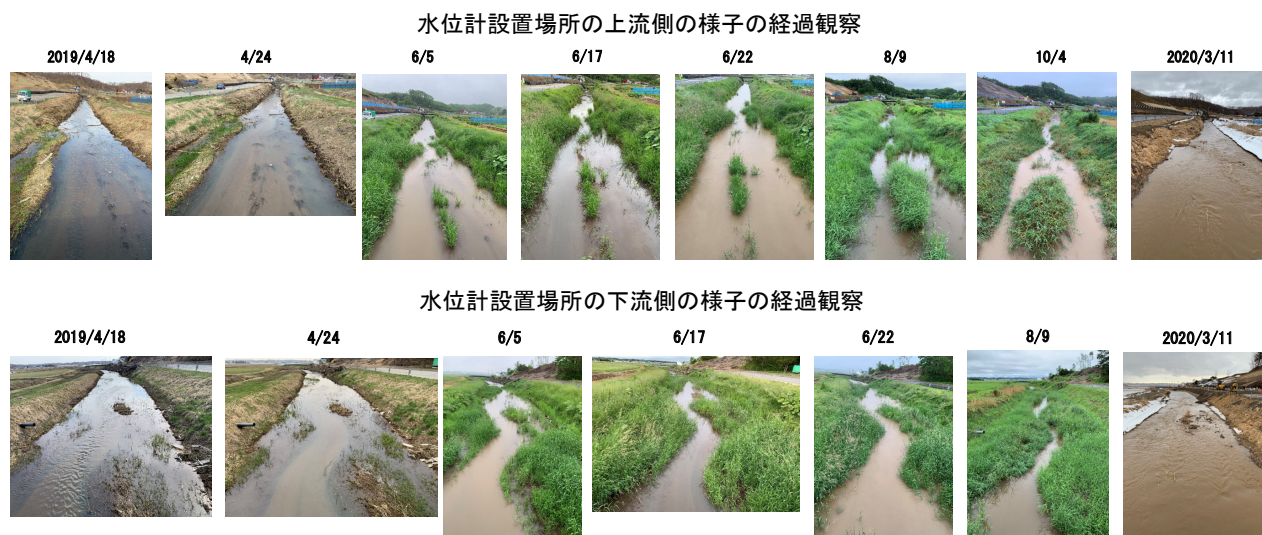 水位計設置場所の上流側の様子の経過観察
2019/4/18 4/24 6/5 6/17 6/22 8/9 10/4 2020/3/11
水位計設置場所の下流側の様子の経過観察
2019/4/18 4/24 6/5 6/17 6/22 8/9 2020/3/11